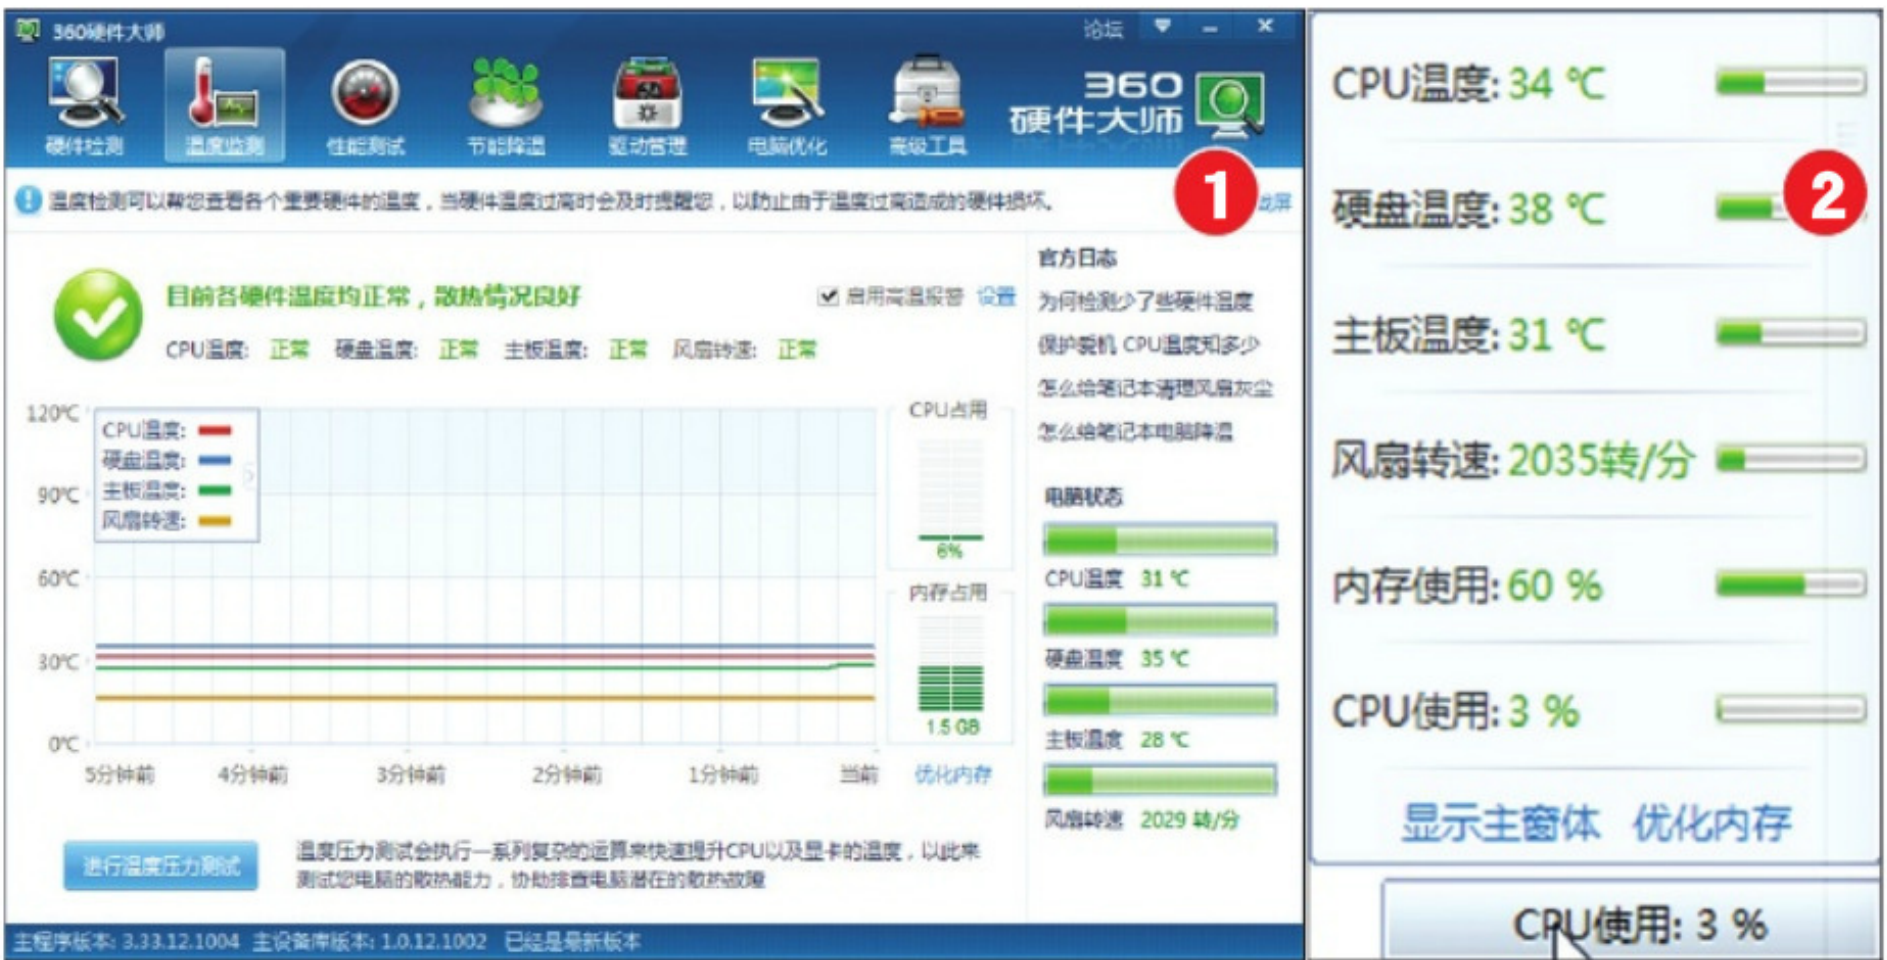 360硬件大师
论坛
硬件检测
温度监测
性能测试
节能降温
驱动管理
电脑优化
高级工具
360
硬件大师
温度检测可以帮您查看各个重要硬件的温度，当硬件温度过高时会及时提醒您，以防止由于温度过高造成的硬件损坏。
1
截屏
目前各硬件温度均正常，散热情况良好
启用高温报警 设置
CPU温度: 正常 硬盘温度: 正常 主板温度: 正常 风扇转速: 正常
120℃
90℃
60℃
30℃
0℃
CPU温度:
硬盘温度:
主板温度:
风扇转速:
5分钟前 4分钟前 3分钟前 2分钟前 1分钟前 当前
CPU占用
6%
内存占用
1.5 GB
优化内存
官方日志
为何检测少了些硬件温度
保护爱机 CPU温度知多少
怎么给笔记本清理风扇灰尘
怎么给笔记本电脑降温
电脑状态
CPU温度 31 ℃
硬盘温度 35 ℃
主板温度 28 ℃
风扇转速 2029 转/分
进行温度压力测试
温度压力测试会执行一系列复杂的运算来快速提升CPU以及显卡的温度，以此来
测试您电脑的散热能力，协助排查电脑潜在的散热故障
主程序版本: 3.33.12.1004 主设备库版本: 1.0.12.1002 已经是最新版本
CPU温度: 34 ℃
硬盘温度: 38 ℃
2
主板温度: 31 ℃
风扇转速: 2035转/分
内存使用: 60 %
CPU使用: 3 %
显示主窗体 优化内存
CPU使用: 3 %